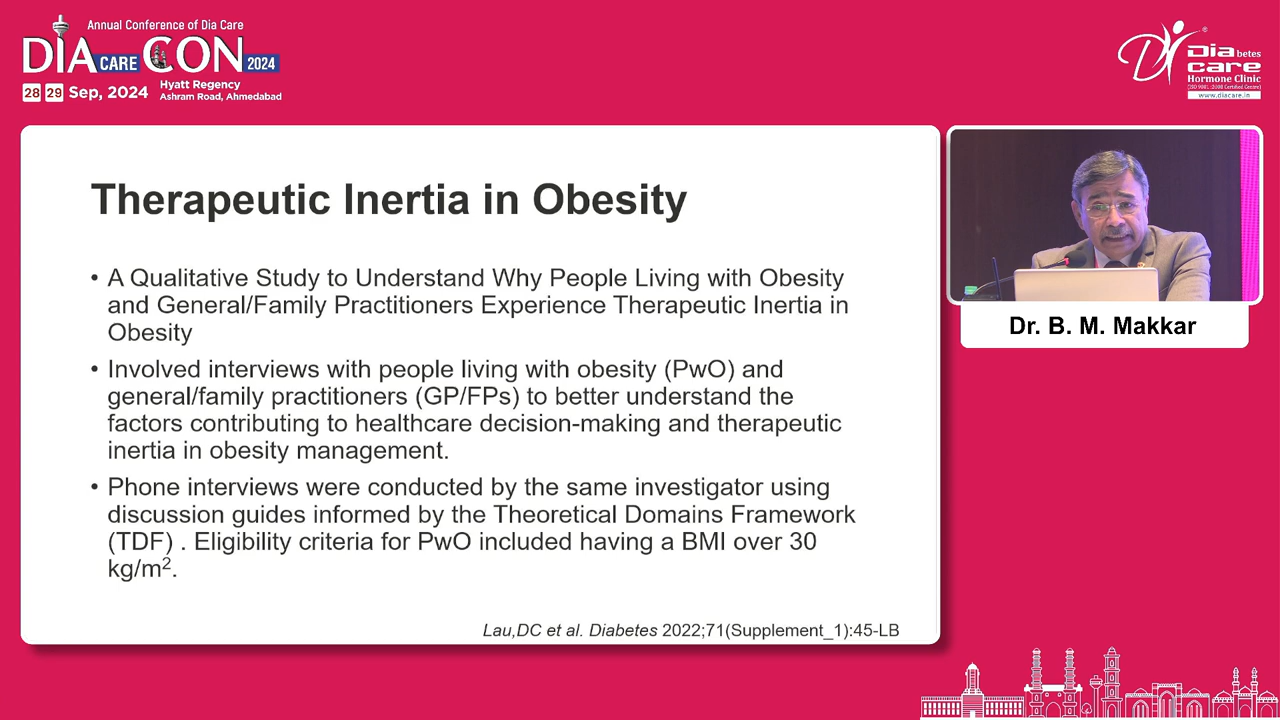 Annual Conference of Dia Care
DIA CARE CON 2024
28 29 Sep, 2024
Hyatt Regency
Ashram Road, Ahmedabad
Diabetes
care
Hormone Clinic
(ISO 9001 : 2008 Certified Centre)
www.diacare.in
Therapeutic Inertia in Obesity
• A Qualitative Study to Understand Why People Living with Obesity
and General/Family Practitioners Experience Therapeutic Inertia in
Obesity
• Involved interviews with people living with obesity (PwO) and
general/family practitioners (GP/FPs) to better understand the
factors contributing to healthcare decision-making and therapeutic
inertia in obesity management.
• Phone interviews were conducted by the same investigator using
discussion guides informed by the Theoretical Domains Framework
(TDF) . Eligibility criteria for PwO included having a BMI over 30
kg/m².
Lau,DC et al. Diabetes 2022;71(Supplement_1):45-LB
Dr. B. M. Makkar